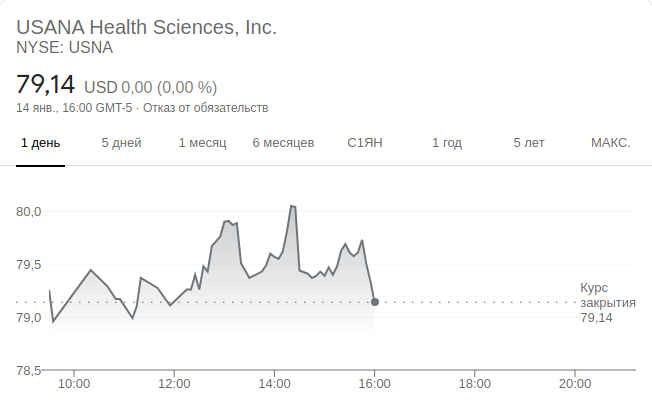 USANA Health Sciences, Inc.
NYSE: USNA
79,14 USD 0,00 (0,00 %)
14 янв., 16:00 GMT-5 · Отказ от обязательств
1 день 5 дней 1 месяц 6 месяцев С1ЯН 1 год 5 лет МАКС.
80,0
79,5
Курс
закрытия
79,0 79,14
78,5
10:00 12:00 14:00 16:00 18:00 20:00